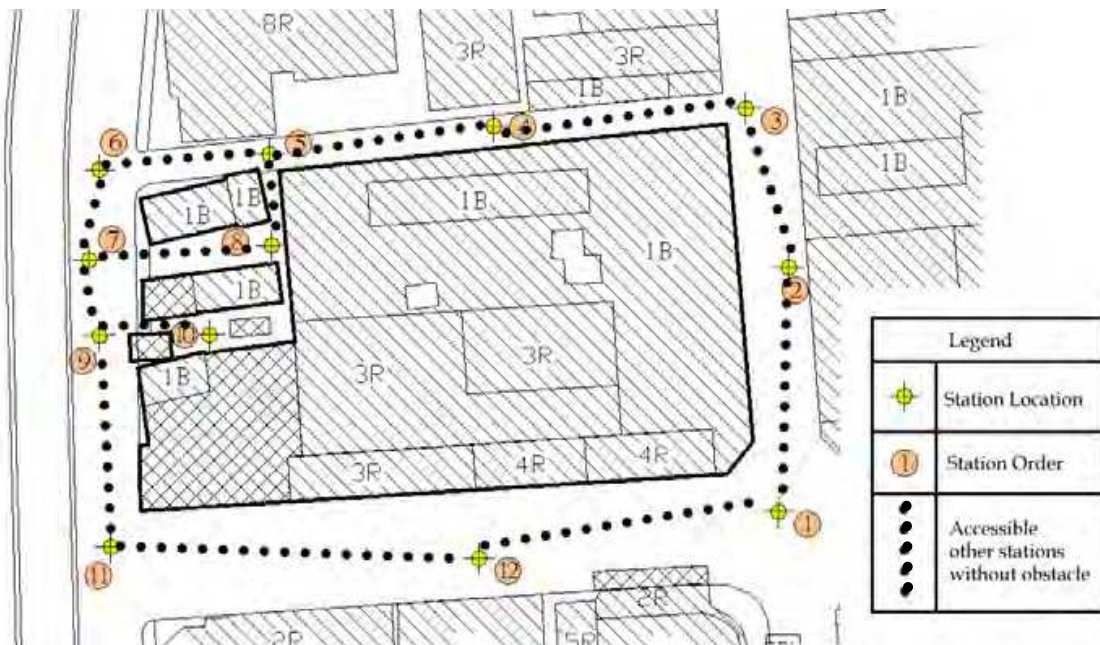 8R
3R
3R
1B
1B
1B
6
5
4
3
1B
1B
1B
1B
7
8
1B
2
1B
9
10
1B
3R
3R
3R
4R
4R
1
11
12
2R
2R
5R
Legend
Station Location
1
Station Order
Accessible
other stations
without obstacle